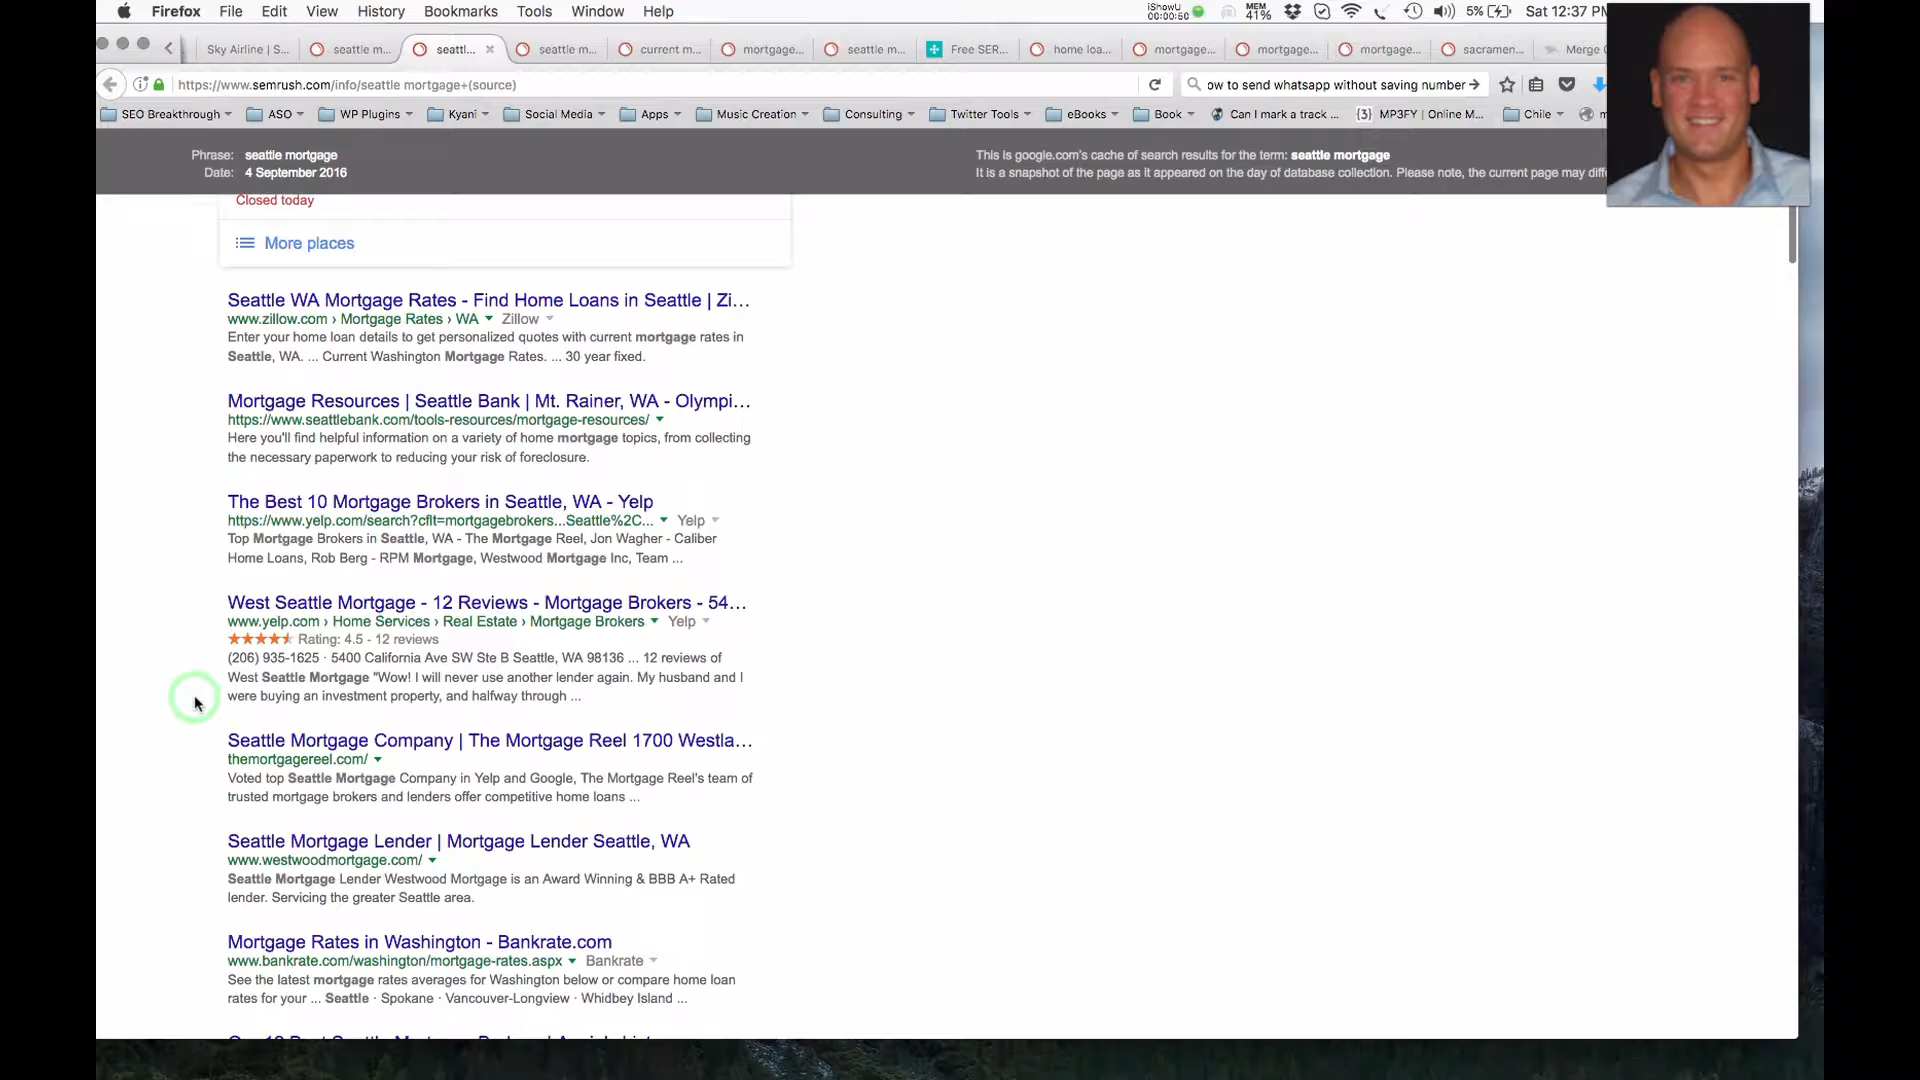 Firefox File Edit View History Bookmarks Tools Window Help iShowU 00:00:50 MEM 41% 5% Sat 12:37 PM
Sky Airline | S... seattle m... seattl... seattle m... current m... mortgage... seattle m... Free SER... home loa... mortgage... mortgage... mortgage... sacramen... Merge
https://www.semrush.com/info/seattle mortgage+(source) ow to send whatsapp without saving number
SEO Breakthrough ASO WP Plugins Kyani Social Media Apps Music Creation Consulting Twitter Tools eBooks Book Can I mark a track ... {3} MP3FY | Online M... Chile
Phrase: seattle mortgage
Date: 4 September 2016
This is google.com's cache of search results for the term: seattle mortgage
It is a snapshot of the page as it appeared on the day of database collection. Please note, the current page may
Closed today
More places
Seattle WA Mortgage Rates - Find Home Loans in Seattle | Zi...
www.zillow.com › Mortgage Rates › WA Zillow
Enter your home loan details to get personalized quotes with current mortgage rates in
Seattle, WA. ... Current Washington Mortgage Rates. ... 30 year fixed.
Mortgage Resources | Seattle Bank | Mt. Rainer, WA - Olympi...
https://www.seattlebank.com/tools-resources/mortgage-resources/
Here you'll find helpful information on a variety of home mortgage topics, from collecting
the necessary paperwork to reducing your risk of foreclosure.
The Best 10 Mortgage Brokers in Seattle, WA - Yelp
https://www.yelp.com/search?cflt=mortgagebrokers...Seattle%2C... Yelp
Top Mortgage Brokers in Seattle, WA - The Mortgage Reel, Jon Wagher - Caliber
Home Loans, Rob Berg - RPM Mortgage, Westwood Mortgage Inc, Team ...
West Seattle Mortgage - 12 Reviews - Mortgage Brokers - 54...
www.yelp.com › Home Services › Real Estate › Mortgage Brokers Yelp
Rating: 4.5 - 12 reviews
(206) 935-1625 · 5400 California Ave SW Ste B Seattle, WA 98136 ... 12 reviews of
West Seattle Mortgage "Wow! I will never use another lender again. My husband and I
were buying an investment property, and halfway through ...
Seattle Mortgage Company | The Mortgage Reel 1700 Westla...
themortgagereel.com/
Voted top Seattle Mortgage Company in Yelp and Google, The Mortgage Reel's team of
trusted mortgage brokers and lenders offer competitive home loans ...
Seattle Mortgage Lender | Mortgage Lender Seattle, WA
www.westwoodmortgage.com/
Seattle Mortgage Lender Westwood Mortgage is an Award Winning & BBB A+ Rated
lender. Servicing the greater Seattle area.
Mortgage Rates in Washington - Bankrate.com
www.bankrate.com/washington/mortgage-rates.aspx Bankrate
See the latest mortgage rates averages for Washington below or compare home loan
rates for your ... Seattle · Spokane · Vancouver-Longview · Whidbey Island ...